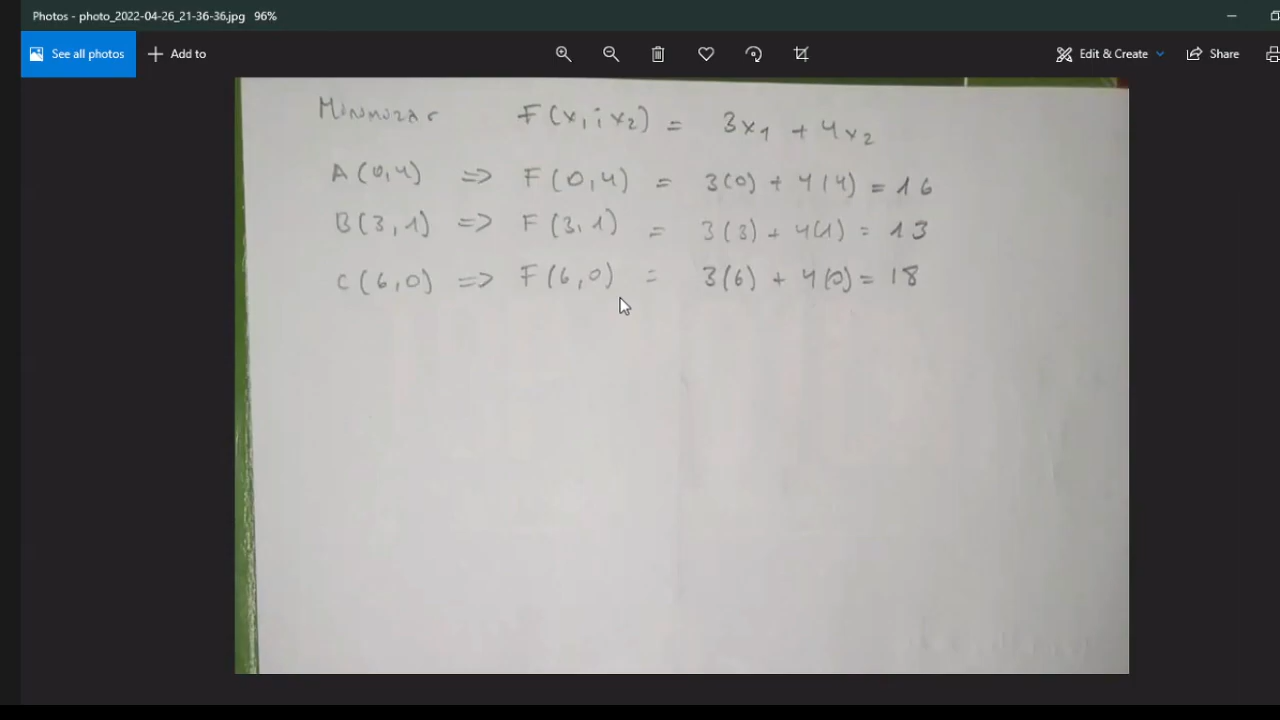 Photos - photo_2022-04-26_21-36-36.jpg 96%
See all photos Add to Edit & Create Share
Minimizar F(x₁; x₂) = 3x₁ + 4x₂
A(0,4) => F(0,4) = 3(0) + 4(4) = 16
B(3,1) => F(3,1) = 3(3) + 4(1) = 13
C(6,0) => F(6,0) = 3(6) + 4(0) = 18